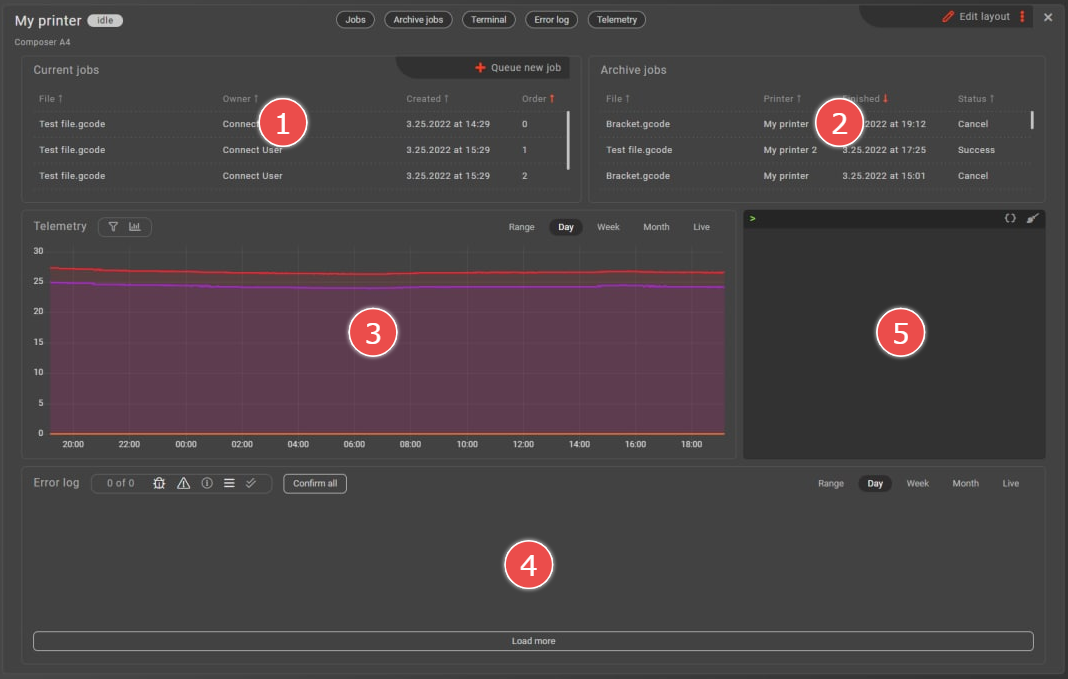 My printer idle Jobs Archive jobs Terminal Error log Telemetry Edit layout
Composer A4
Current jobs Queue new job
File Owner Created Order
Test file.gcode Connect 3.25.2022 at 14:29 0
Test file.gcode Connect User 3.25.2022 at 15:29 1
Test file.gcode Connect User 3.25.2022 at 15:29 2
1
Archive jobs
File Printer Finished Status
Bracket.gcode My printer .25.2022 at 19:12 Cancel
Test file.gcode My printer 2 3.25.2022 at 17:25 Success
Bracket.gcode My printer 3.25.2022 at 15:01 Cancel
2
Telemetry Range Day Week Month Live
30
25
20
15
10
5
0
20:00 22:00 00:00 02:00 04:00 06:00 08:00 10:00 12:00 14:00 16:00 18:00
3
>
5
Error log 0 of 0 Confirm all Range Day Week Month Live
4
Load more